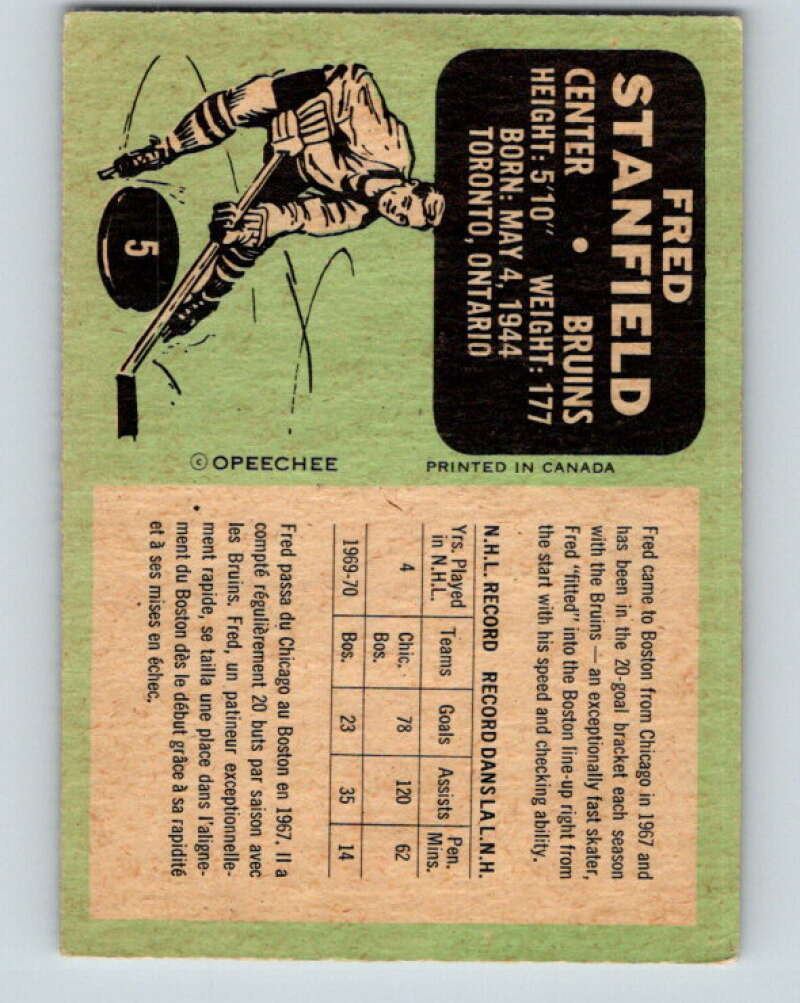 FRED
STANFIELD
CENTER • BRUINS
HEIGHT: 5'10" WEIGHT: 177
BORN: MAY 4, 1944
TORONTO, ONTARIO
5
© OPEECHEE
PRINTED IN CANADA
Fred came to Boston from Chicago in 1967 and
has been in the 20-goal bracket each season
with the Bruins — an exceptionally fast skater,
Fred "fitted" into the Boston line-up right from
the start with his speed and checking ability.
N.H.L. RECORD RECORD DANS LA L.N.H.
Yrs. Played in N.H.L. Teams Goals Assists Pen. Mins.
4 Chic. Bos. 78 120 62
1969-70 Bos. 23 35 14
Fred passa du Chicago au Boston en 1967. Il a
compté régulièrement 20 buts par saison avec
les Bruins. Fred, un patineur exceptionnelle-
ment rapide, se tailla une place dans l'aligne-
ment du Boston dès le début grâce à sa rapidité
et à ses mises en échec.